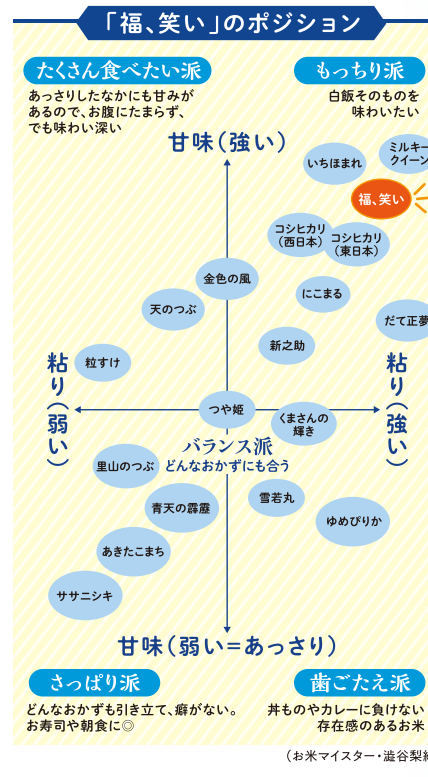 「福、笑い」のポジション
たくさん食べたい派
あっさりしたなかにも甘みが
あるので、お腹にたまらず、
でも味わい深い
もっちり派
白飯そのものを
味わいたい
甘味（強い）
ミルキー
クイーン
いちほまれ
福、笑い
コシヒカリ
（西日本）
コシヒカリ
（東日本）
金色の風
にこまる
天のつぶ
だて正夢
新之助
粒すけ
粘り（弱い）
粘り（強い）
つや姫
くまさんの
輝き
バランス派
どんなおかずにも合う
里山のつぶ
雪若丸
青天の霹靂
ゆめぴりか
あきたこまち
ササニシキ
甘味（弱い＝あっさり）
さっぱり派
どんなおかずも引き立て、癖がない。
お寿司や朝食に◎
歯ごたえ派
丼ものやカレーに負けない
存在感のあるお米
（お米マイスター・澁谷梨絵